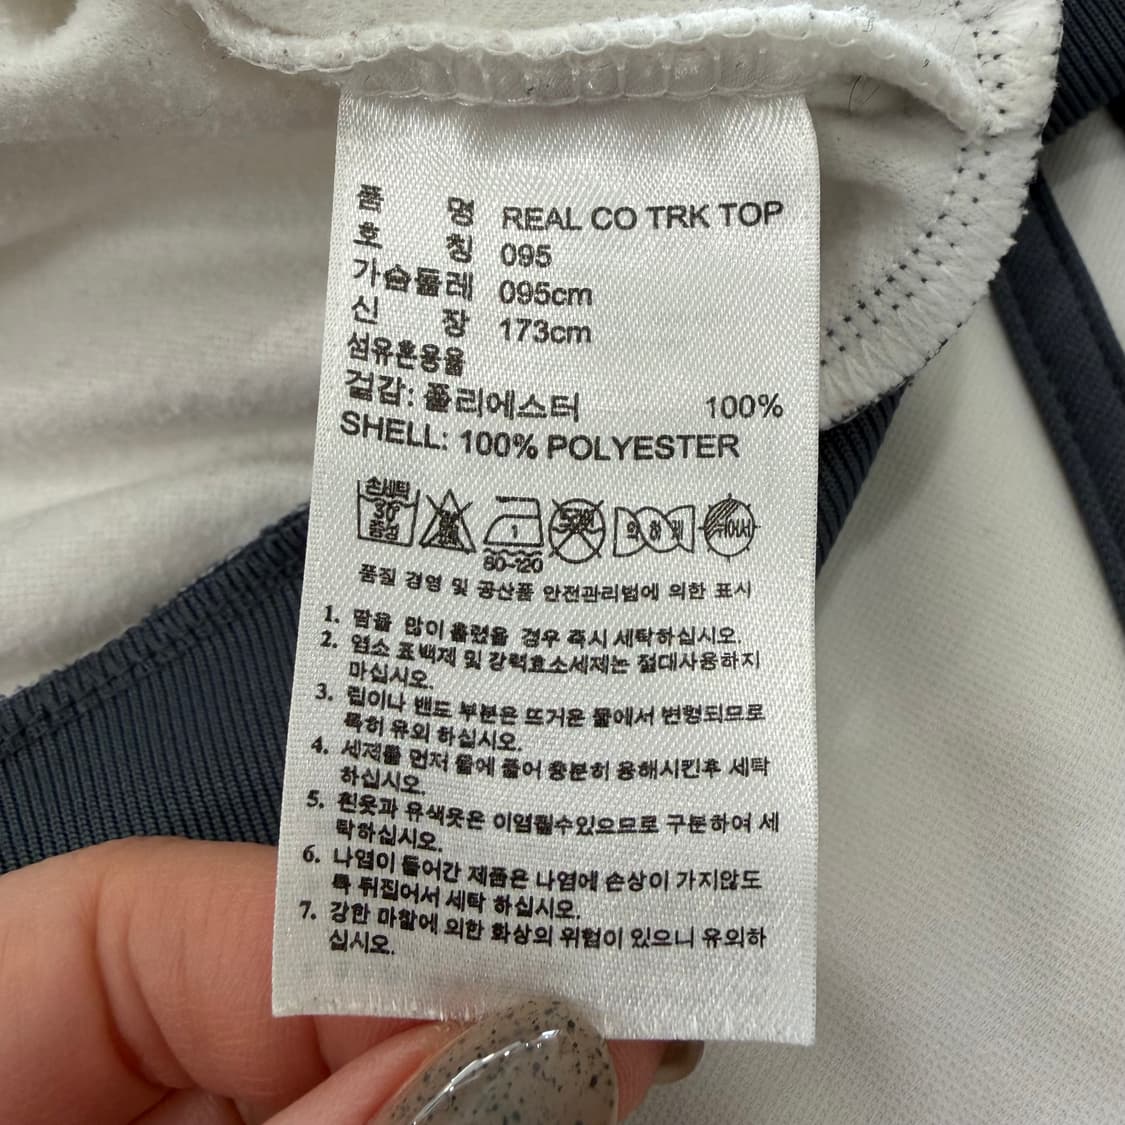 품 명 REAL CO TRK TOP
호 칭 095
가슴둘레 095cm
신 장 173cm
섬유혼용율
겉감: 폴리에스터 100%
SHELL: 100% POLYESTER
손세탁
30°
중성
1
80-120
뉘어서
품질 경영 및 공산품 안전관리법에 의한 표시
1. 땀을 많이 흘렸을 경우 즉시 세탁하십시오.
2. 염소 표백제 및 강력효소세제는 절대사용하지
마십시오.
3. 립이나 밴드 부분은 뜨거운 물에서 변형되므로
특히 유의 하십시오.
4. 세제를 먼저 물에 풀어 충분히 용해시킨후 세탁
하십시오.
5. 흰옷과 유색옷은 이염될수있으므로 구분하여 세
탁하십시오.
6. 나염이 들어간 제품은 나염에 손상이 가지않도
록 뒤집어서 세탁 하십시오.
7. 강한 마찰에 의한 화상의 위험이 있으니 유의하
십시오.